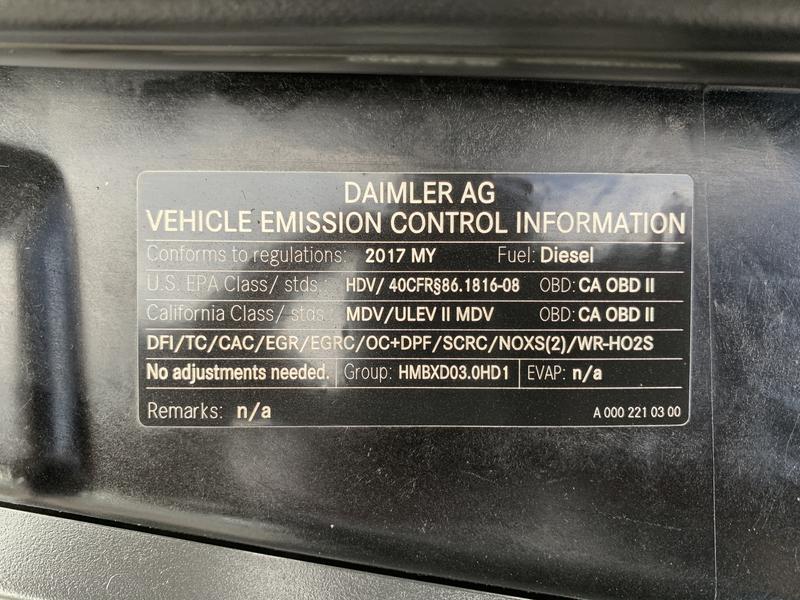 DAIMLER AG
VEHICLE EMISSION CONTROL INFORMATION
Conforms to regulations: 2017 MY Fuel: Diesel
U.S. EPA Class/ stds.: HDV/ 40CFR§86.1816-08 OBD: CA OBD II
California Class/ stds.: MDV/ULEV II MDV OBD: CA OBD II
DFI/TC/CAC/EGR/EGRC/OC+DPF/SCRC/NOXS(2)/WR-HO2S
No adjustments needed. Group: HMBXD03.0HD1 EVAP: n/a
Remarks: n/a A 000 221 03 00